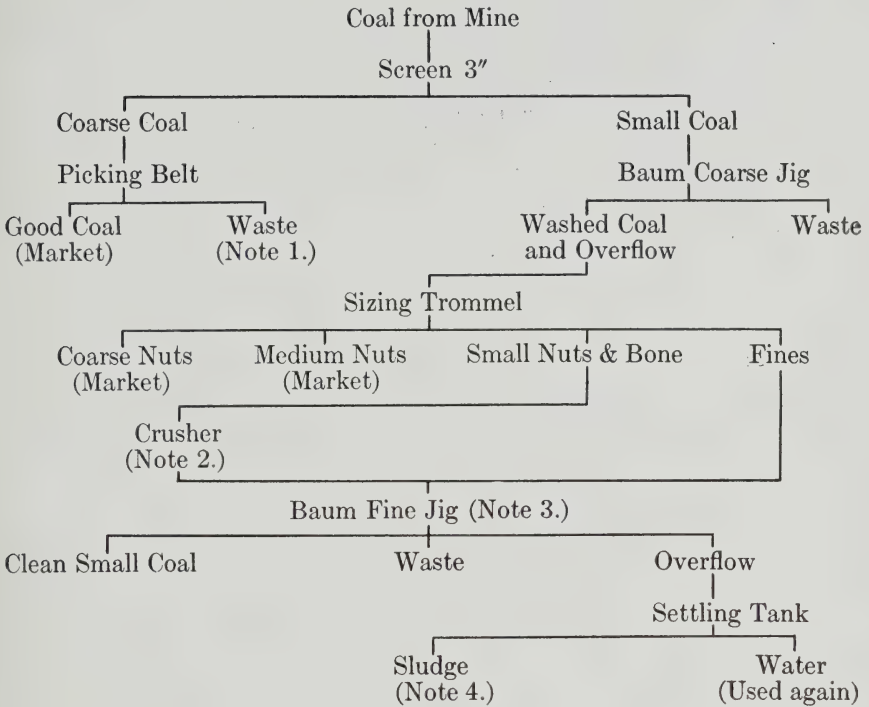 Coal from Mine
Screen 3″
Coarse Coal Small Coal
Picking Belt Baum Coarse Jig
Good Coal Waste Washed Coal Waste
(Market) (Note 1.) and Overflow
Sizing Trommel
Coarse Nuts Medium Nuts Small Nuts & Bone Fines
(Market) (Market)
Crusher
(Note 2.)
Baum Fine Jig (Note 3.)
Clean Small Coal Waste Overflow
Settling Tank
Sludge Water
(Note 4.) (Used again)